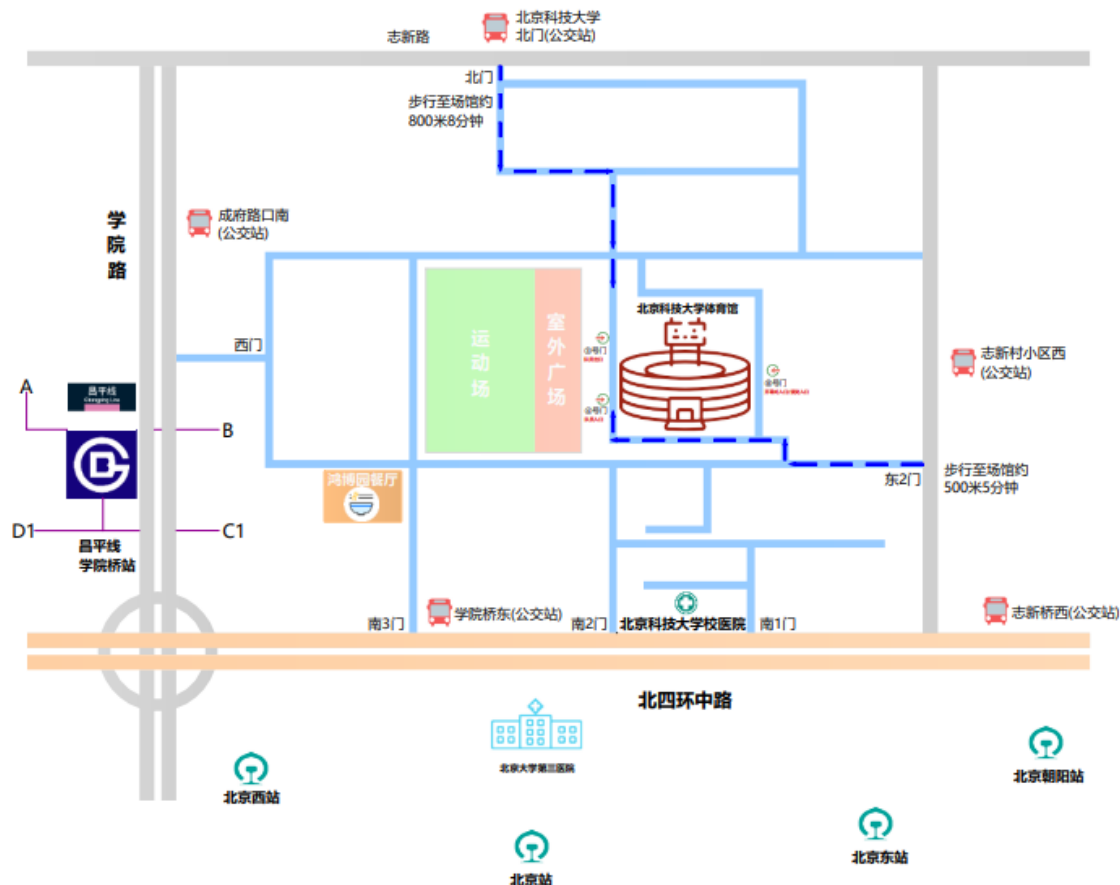 北京科技大学
北门(公交站)
志新路
北门
步行至场馆约
800米8分钟
学院路
成府路口南
(公交站)
北京科技大学体育馆
运动场
室外广场
西门
志新村小区西
(公交站)
A
昌平线
Changping Line
B
D1
C1
昌平线
学院桥站
鸿博园餐厅
东2门
步行至场馆约
500米5分钟
南3门
学院桥东(公交站)
南2门
北京科技大学校医院
南1门
志新桥西(公交站)
北四环中路
北京大学第三医院
北京西站
北京朝阳站
北京站
北京东站